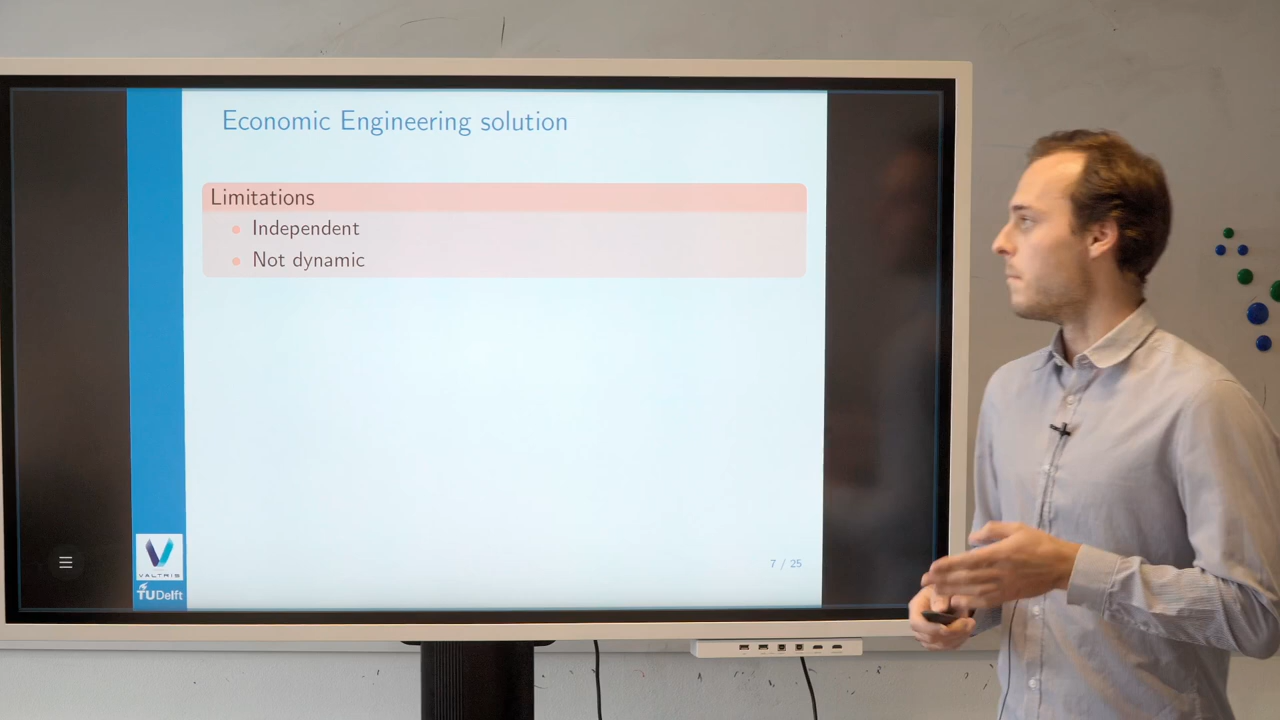 Economic Engineering solution
Limitations
Independent
Not dynamic
7 / 25
VALTRIS
TUDelft